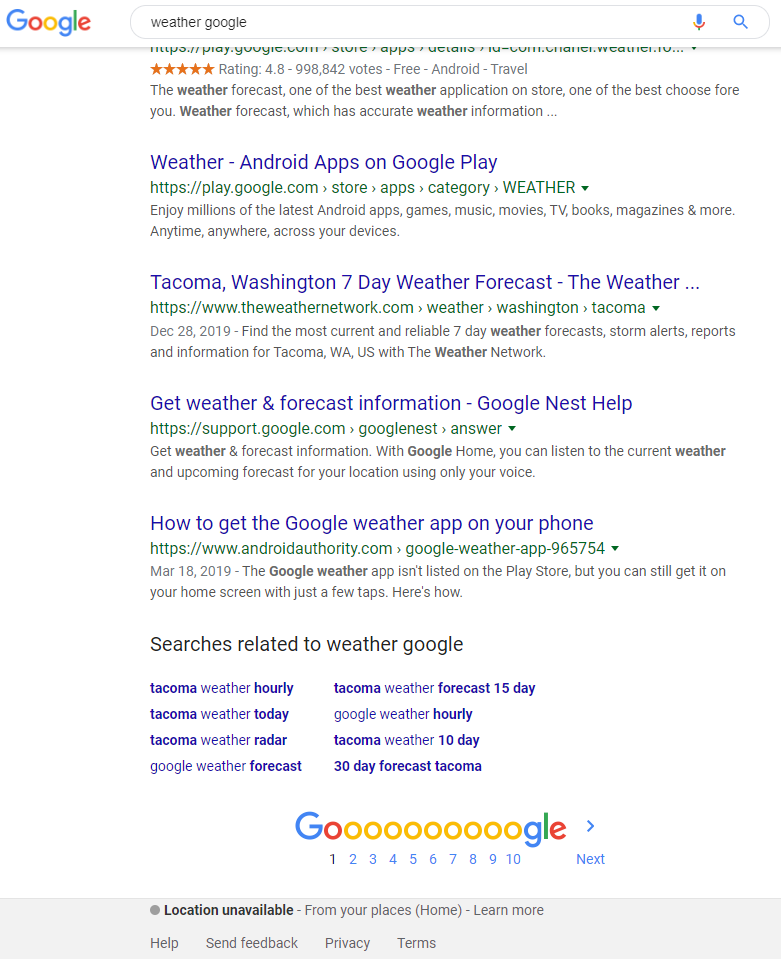 Google
weather google
https://play.google.com › store › apps › details › id=com.chanel.weather.fo...
Rating: 4.8 - 998,842 votes - Free - Android - Travel
The weather forecast, one of the best weather application on store, one of the best choose fore
you. Weather forecast, which has accurate weather information ...
Weather - Android Apps on Google Play
https://play.google.com › store › apps › category › WEATHER
Enjoy millions of the latest Android apps, games, music, movies, TV, books, magazines & more.
Anytime, anywhere, across your devices.
Tacoma, Washington 7 Day Weather Forecast - The Weather ...
https://www.theweathernetwork.com › weather › washington › tacoma
Dec 28, 2019 - Find the most current and reliable 7 day weather forecasts, storm alerts, reports
and information for Tacoma, WA, US with The Weather Network.
Get weather & forecast information - Google Nest Help
https://support.google.com › googlenest › answer
Get weather & forecast information. With Google Home, you can listen to the current weather
and upcoming forecast for your location using only your voice.
How to get the Google weather app on your phone
https://www.androidauthority.com › google-weather-app-965754
Mar 18, 2019 - The Google weather app isn't listed on the Play Store, but you can still get it on
your home screen with just a few taps. Here's how.
Searches related to weather google
tacoma weather hourly tacoma weather forecast 15 day
tacoma weather today google weather hourly
tacoma weather radar tacoma weather 10 day
google weather forecast 30 day forecast tacoma
Goooooooooogle >
1 2 3 4 5 6 7 8 9 10 Next
Location unavailable - From your places (Home) - Learn more
Help Send feedback Privacy Terms